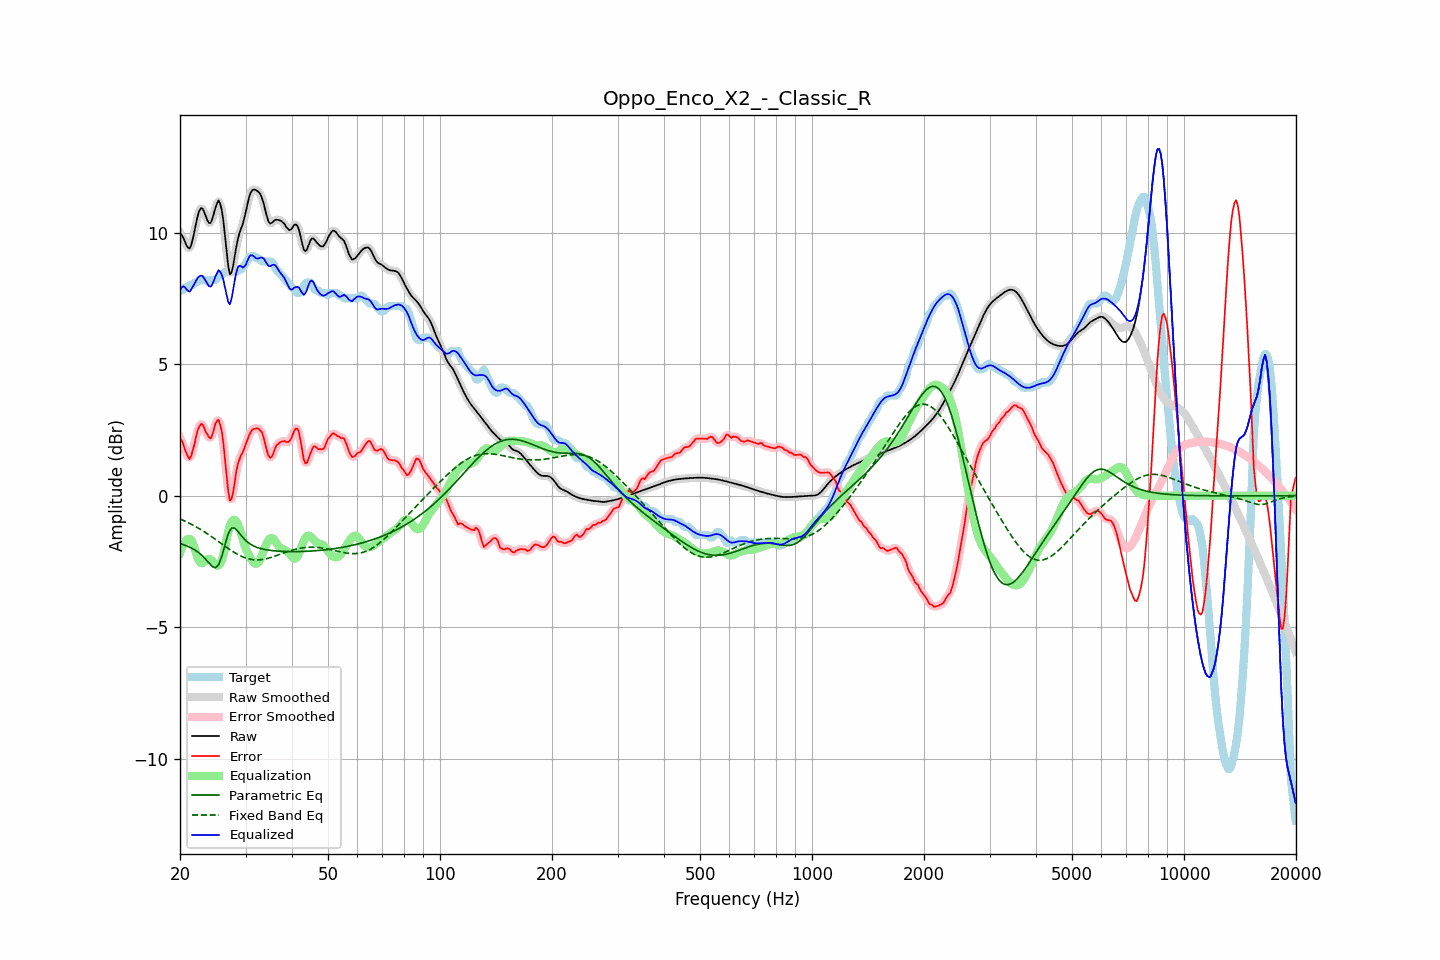 Oppo_Enco_X2_-_Classic_R
Amplitude (dBr)
10
5
0
−5
−10
Target
Raw Smoothed
Error Smoothed
Raw
Error
Equalization
Parametric Eq
Fixed Band Eq
Equalized
20 50 100 200 500 1000 2000 5000 10000 20000
Frequency (Hz)